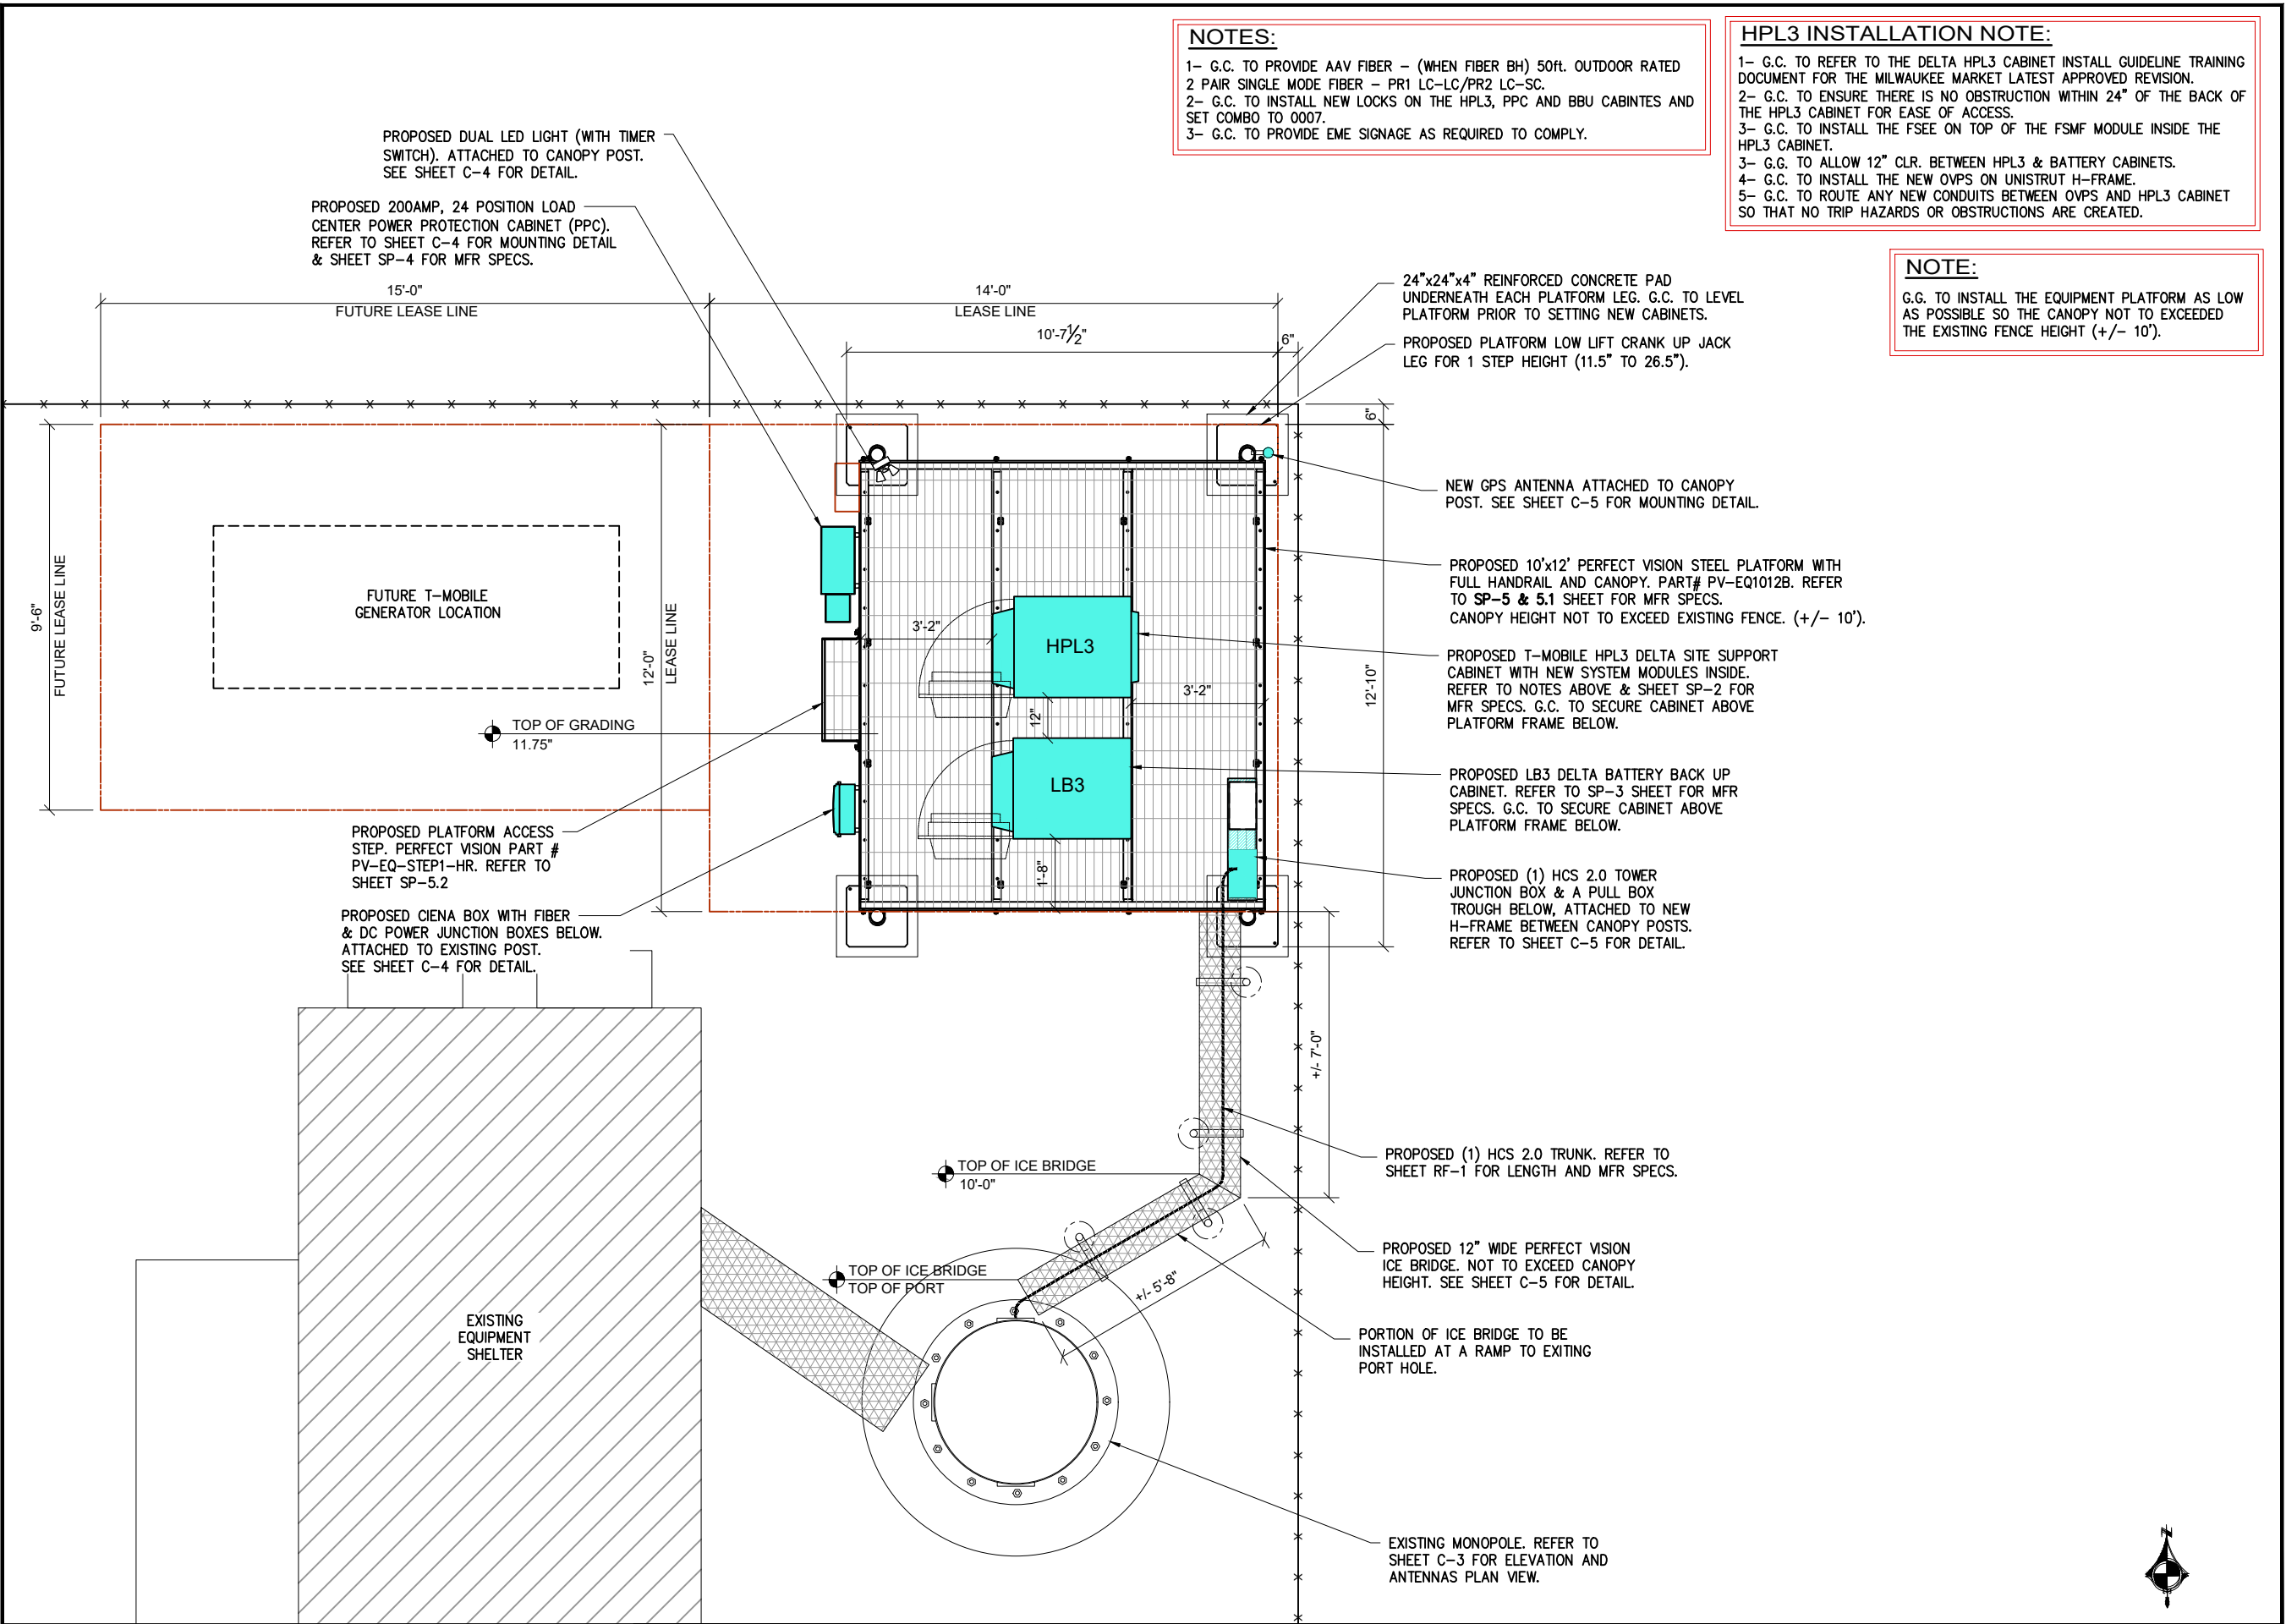 NOTES:
1- G.C. TO PROVIDE AAV FIBER - (WHEN FIBER BH) 50ft. OUTDOOR RATED
2 PAIR SINGLE MODE FIBER - PR1 LC-LC/PR2 LC-SC.
2- G.C. TO INSTALL NEW LOCKS ON THE HPL3, PPC AND BBU CABINTES AND
SET COMBO TO 0007.
3- G.C. TO PROVIDE EME SIGNAGE AS REQUIRED TO COMPLY.
HPL3 INSTALLATION NOTE:
1- G.C. TO REFER TO THE DELTA HPL3 CABINET INSTALL GUIDELINE TRAINING
DOCUMENT FOR THE MILWAUKEE MARKET LATEST APPROVED REVISION.
2- G.C. TO ENSURE THERE IS NO OBSTRUCTION WITHIN 24" OF THE BACK OF
THE HPL3 CABINET FOR EASE OF ACCESS.
3- G.C. TO INSTALL THE FSEE ON TOP OF THE FSMF MODULE INSIDE THE
HPL3 CABINET.
3- G.G. TO ALLOW 12" CLR. BETWEEN HPL3 & BATTERY CABINETS.
4- G.C. TO INSTALL THE NEW OVPS ON UNISTRUT H-FRAME.
5- G.C. TO ROUTE ANY NEW CONDUITS BETWEEN OVPS AND HPL3 CABINET
SO THAT NO TRIP HAZARDS OR OBSTRUCTIONS ARE CREATED.
NOTE:
G.G. TO INSTALL THE EQUIPMENT PLATFORM AS LOW
AS POSSIBLE SO THE CANOPY NOT TO EXCEEDED
THE EXISTING FENCE HEIGHT (+/- 10').
PROPOSED DUAL LED LIGHT (WITH TIMER
SWITCH). ATTACHED TO CANOPY POST.
SEE SHEET C-4 FOR DETAIL.
PROPOSED 200AMP, 24 POSITION LOAD
CENTER POWER PROTECTION CABINET (PPC).
REFER TO SHEET C-4 FOR MOUNTING DETAIL
& SHEET SP-4 FOR MFR SPECS.
15'-0"
FUTURE LEASE LINE
14'-0"
LEASE LINE
10'-7½"
6"
24"x24"x4" REINFORCED CONCRETE PAD
UNDERNEATH EACH PLATFORM LEG. G.C. TO LEVEL
PLATFORM PRIOR TO SETTING NEW CABINETS.
PROPOSED PLATFORM LOW LIFT CRANK UP JACK
LEG FOR 1 STEP HEIGHT (11.5" TO 26.5").
6"
NEW GPS ANTENNA ATTACHED TO CANOPY
POST. SEE SHEET C-5 FOR MOUNTING DETAIL.
PROPOSED 10'x12' PERFECT VISION STEEL PLATFORM WITH
FULL HANDRAIL AND CANOPY. PART# PV-EQ1012B. REFER
TO SP-5 & 5.1 SHEET FOR MFR SPECS.
CANOPY HEIGHT NOT TO EXCEED EXISTING FENCE. (+/- 10').
9'-6"
FUTURE LEASE LINE
FUTURE T-MOBILE
GENERATOR LOCATION
12'-0"
LEASE LINE
3'-2"
HPL3
3'-2"
12"
LB3
1'-8"
12'-10"
PROPOSED T-MOBILE HPL3 DELTA SITE SUPPORT
CABINET WITH NEW SYSTEM MODULES INSIDE.
REFER TO NOTES ABOVE & SHEET SP-2 FOR
MFR SPECS. G.C. TO SECURE CABINET ABOVE
PLATFORM FRAME BELOW.
TOP OF GRADING
11.75"
PROPOSED LB3 DELTA BATTERY BACK UP
CABINET. REFER TO SP-3 SHEET FOR MFR
SPECS. G.C. TO SECURE CABINET ABOVE
PLATFORM FRAME BELOW.
PROPOSED PLATFORM ACCESS
STEP. PERFECT VISION PART #
PV-EQ-STEP1-HR. REFER TO
SHEET SP-5.2
PROPOSED CIENA BOX WITH FIBER
& DC POWER JUNCTION BOXES BELOW.
ATTACHED TO EXISTING POST.
SEE SHEET C-4 FOR DETAIL.
PROPOSED (1) HCS 2.0 TOWER
JUNCTION BOX & A PULL BOX
TROUGH BELOW, ATTACHED TO NEW
H-FRAME BETWEEN CANOPY POSTS.
REFER TO SHEET C-5 FOR DETAIL.
+/- 7'-0"
PROPOSED (1) HCS 2.0 TRUNK. REFER TO
SHEET RF-1 FOR LENGTH AND MFR SPECS.
TOP OF ICE BRIDGE
10'-0"
PROPOSED 12" WIDE PERFECT VISION
ICE BRIDGE. NOT TO EXCEED CANOPY
HEIGHT. SEE SHEET C-5 FOR DETAIL.
TOP OF ICE BRIDGE
TOP OF PORT
+/- 5'-8"
PORTION OF ICE BRIDGE TO BE
INSTALLED AT A RAMP TO EXITING
PORT HOLE.
EXISTING
EQUIPMENT
SHELTER
EXISTING MONOPOLE. REFER TO
SHEET C-3 FOR ELEVATION AND
ANTENNAS PLAN VIEW.
N